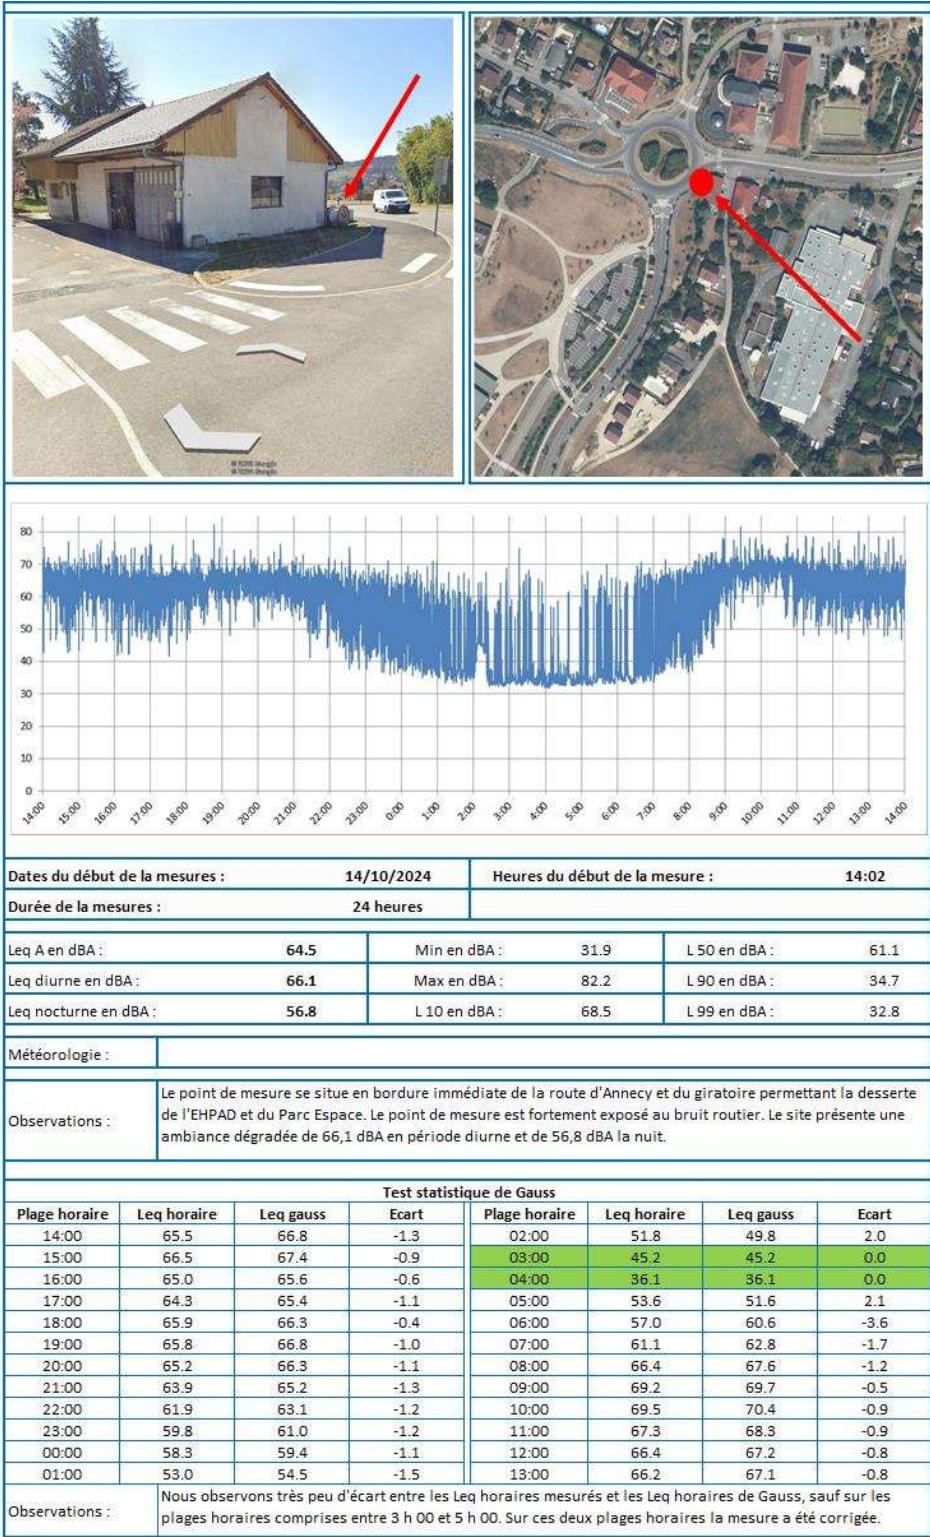 80
70
60
50
40
30
20
10
0
14:00 15:00 16:00 17:00 18:00 19:00 20:00 21:00 22:00 23:00 0:00 1:00 2:00 3:00 4:00 5:00 6:00 7:00 8:00 9:00 10:00 11:00 12:00 13:00 14:00
Dates du début de la mesures : 14/10/2024 Heures du début de la mesure : 14:02
Durée de la mesures : 24 heures
Leq A en dBA : 64.5 Min en dBA : 31.9 L 50 en dBA : 61.1
Leq diurne en dBA : 66.1 Max en dBA : 82.2 L 90 en dBA : 34.7
Leq nocturne en dBA : 56.8 L 10 en dBA : 68.5 L 99 en dBA : 32.8
Météorologie :
Observations :
Le point de mesure se situe en bordure immédiate de la route d'Annecy et du giratoire permettant la desserte
de l'EHPAD et du Parc Espace. Le point de mesure est fortement exposé au bruit routier. Le site présente une
ambiance dégradée de 66,1 dBA en période diurne et de 56,8 dBA la nuit.
Test statistique de Gauss
Plage horaire Leq horaire Leq gauss Ecart Plage horaire Leq horaire Leq gauss Ecart
14:00 65.5 66.8 -1.3 02:00 51.8 49.8 2.0
15:00 66.5 67.4 -0.9 03:00 45.2 45.2 0.0
16:00 65.0 65.6 -0.6 04:00 36.1 36.1 0.0
17:00 64.3 65.4 -1.1 05:00 53.6 51.6 2.1
18:00 65.9 66.3 -0.4 06:00 57.0 60.6 -3.6
19:00 65.8 66.8 -1.0 07:00 61.1 62.8 -1.7
20:00 65.2 66.3 -1.1 08:00 66.4 67.6 -1.2
21:00 63.9 65.2 -1.3 09:00 69.2 69.7 -0.5
22:00 61.9 63.1 -1.2 10:00 69.5 70.4 -0.9
23:00 59.8 61.0 -1.2 11:00 67.3 68.3 -0.9
00:00 58.3 59.4 -1.1 12:00 66.4 67.2 -0.8
01:00 53.0 54.5 -1.5 13:00 66.2 67.1 -0.8
Observations :
Nous observons très peu d'écart entre les Leq horaires mesurés et les Leq horaires de Gauss, sauf sur les
plages horaires comprises entre 3 h 00 et 5 h 00. Sur ces deux plages horaires la mesure a été corrigée.